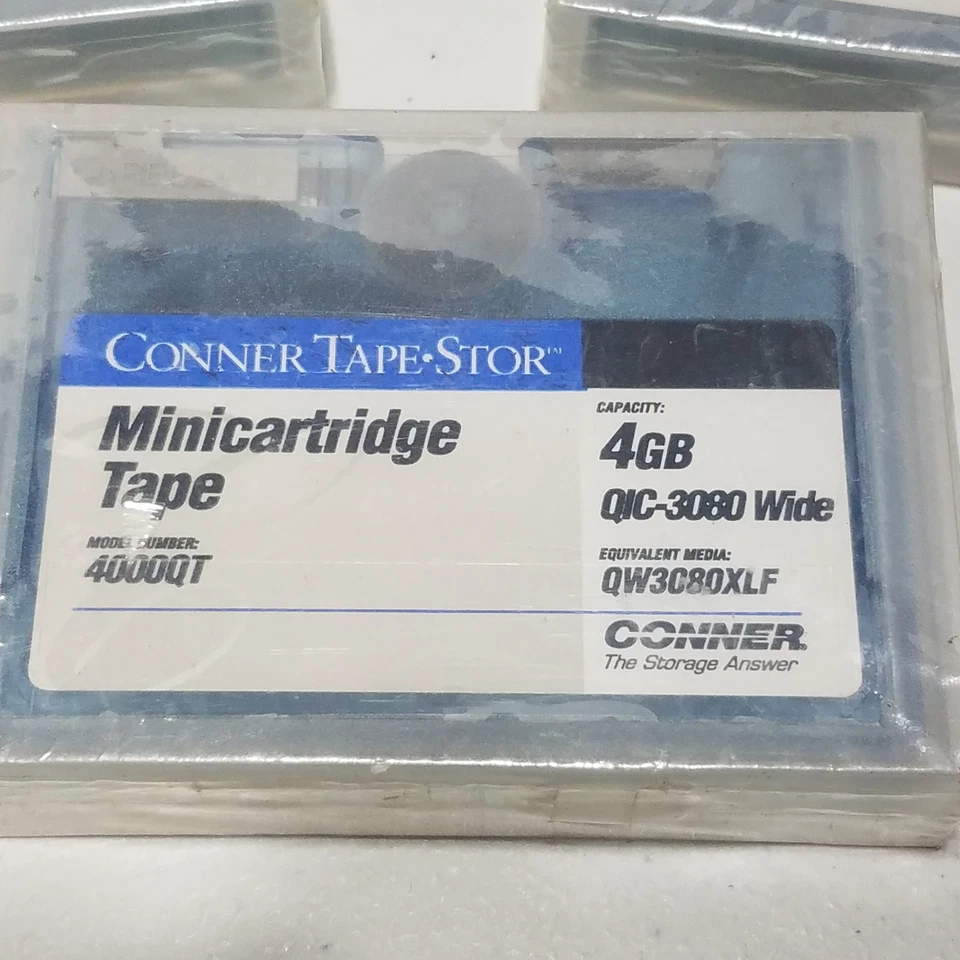 CONNER TAPE•STOR™
Minicartridge
Tape
MODEL NUMBER:
4000QT
CAPACITY:
4GB
QIC-3080 Wide
EQUIVALENT MEDIA:
QW3080XLF
CONNER®
The Storage Answer